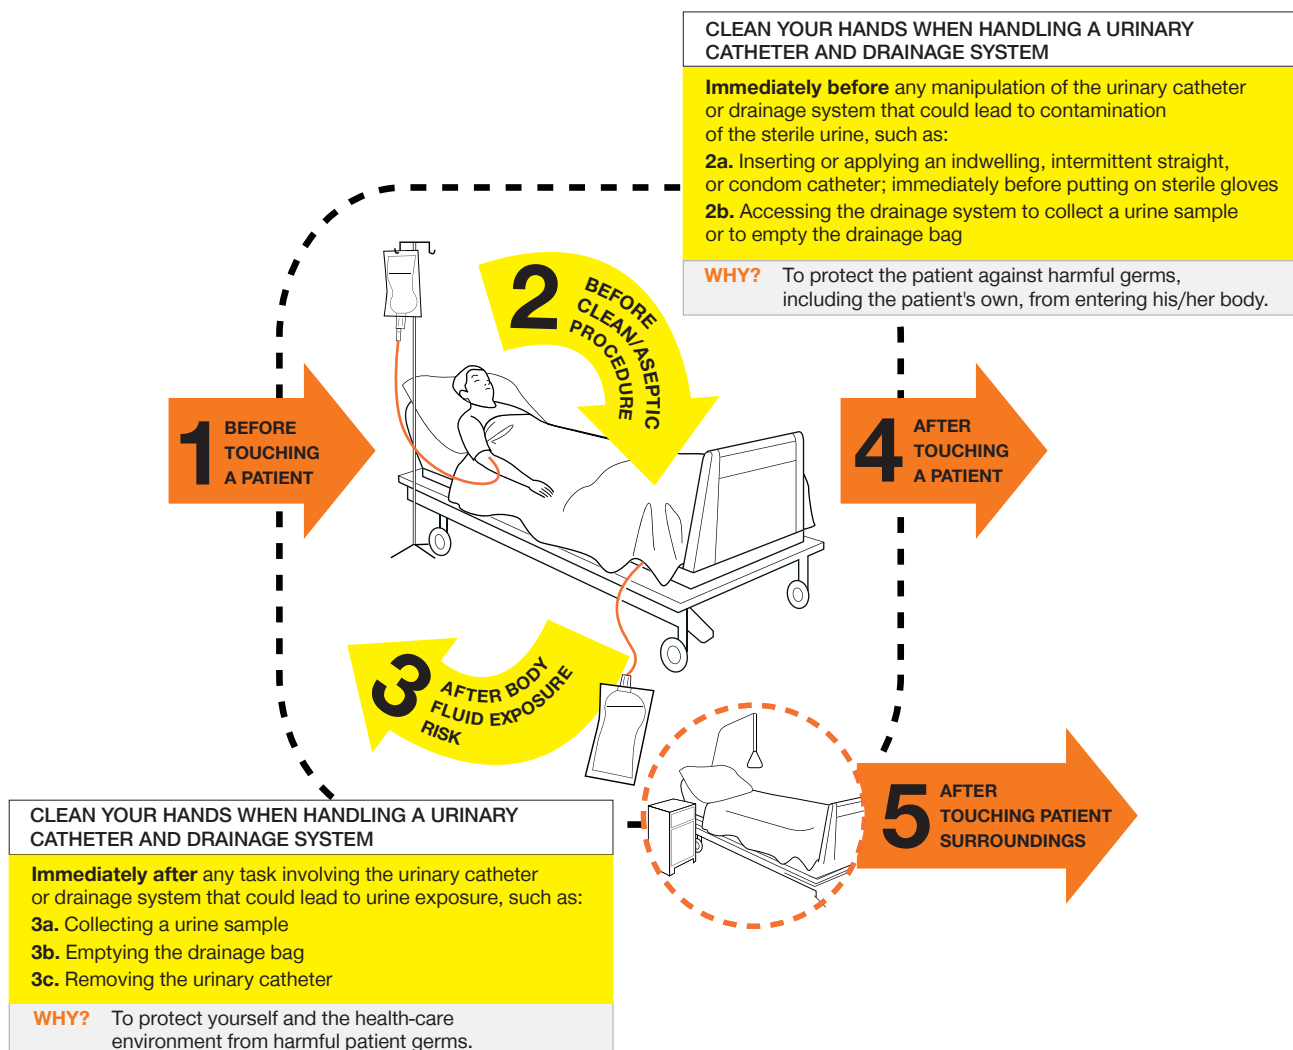 CLEAN YOUR HANDS WHEN HANDLING A URINARY
CATHETER AND DRAINAGE SYSTEM
Immediately before any manipulation of the urinary catheter
or drainage system that could lead to contamination
of the sterile urine, such as:
2a. Inserting or applying an indwelling, intermittent straight,
or condom catheter; immediately before putting on sterile gloves
2b. Accessing the drainage system to collect a urine sample
or to empty the drainage bag
WHY? To protect the patient against harmful germs,
including the patient's own, from entering his/her body.
1
BEFORE
TOUCHING
A PATIENT
2
BEFORE
CLEAN/ASEPTIC
PROCEDURE
3
AFTER BODY
FLUID EXPOSURE
RISK
4
AFTER
TOUCHING
A PATIENT
5
AFTER
TOUCHING PATIENT
SURROUNDINGS
CLEAN YOUR HANDS WHEN HANDLING A URINARY
CATHETER AND DRAINAGE SYSTEM
Immediately after any task involving the urinary catheter
or drainage system that could lead to urine exposure, such as:
3a. Collecting a urine sample
3b. Emptying the drainage bag
3c. Removing the urinary catheter
WHY? To protect yourself and the health-care
environment from harmful patient germs.